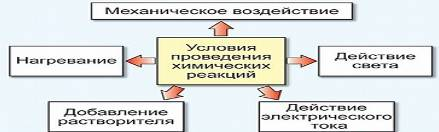 Механическое воздействие
Условия
проведения
химических
реакций
Нагревание
Действие
света
Добавление
растворителя
Действие
электрического
тока